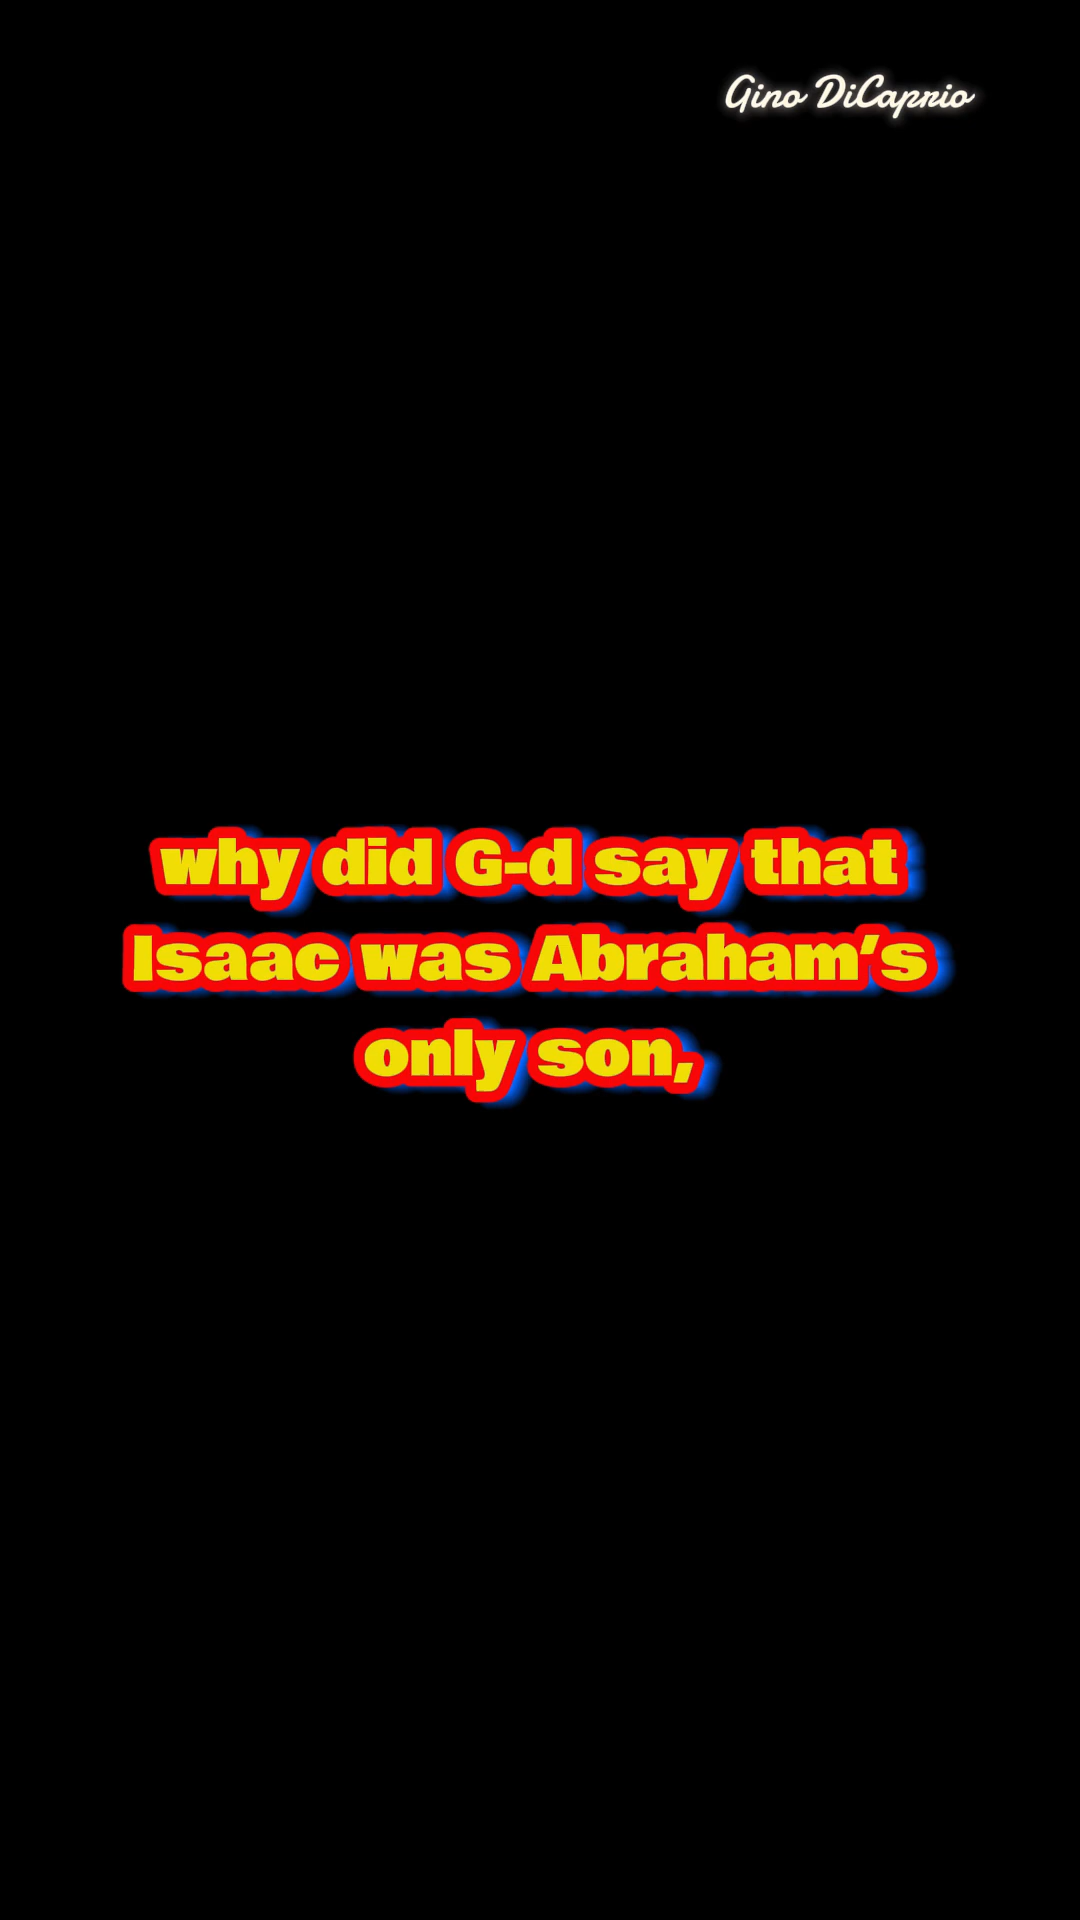 Gino DiCaprio
why did G-d say that
Isaac was Abraham's
only son,